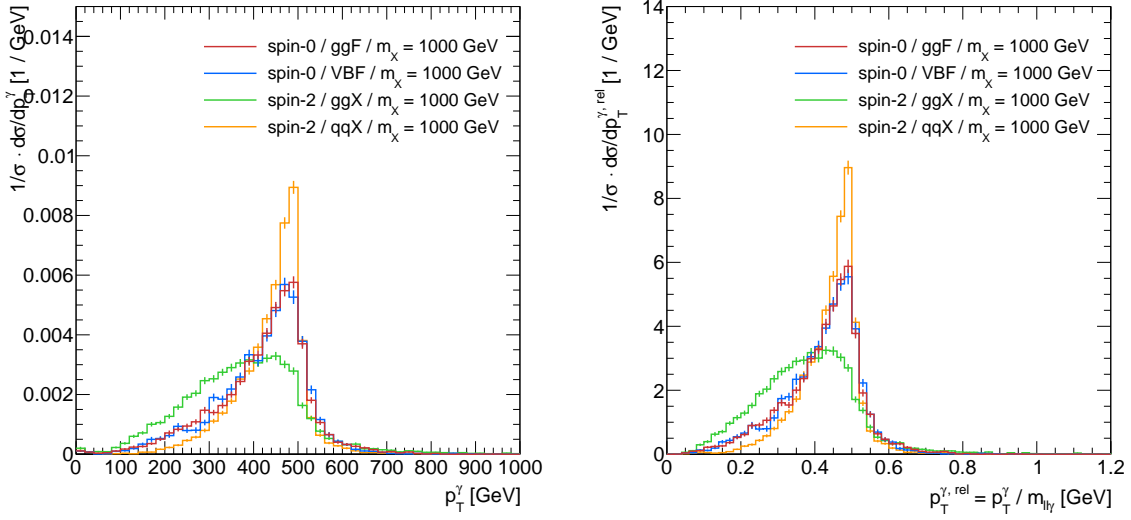 1/σ · dσ/dp_T^γ [1 / GeV]
0.014
0.012
0.01
0.008
0.006
0.004
0.002
0
spin-0 / ggF / m_X = 1000 GeV
spin-0 / VBF / m_X = 1000 GeV
spin-2 / ggX / m_X = 1000 GeV
spin-2 / qqX / m_X = 1000 GeV
0 100 200 300 400 500 600 700 800 900 1000
p_T^γ [GeV]
1/σ · dσ/dp_T^{γ, rel} [1 / GeV]
14
12
10
8
6
4
2
0
spin-0 / ggF / m_X = 1000 GeV
spin-0 / VBF / m_X = 1000 GeV
spin-2 / ggX / m_X = 1000 GeV
spin-2 / qqX / m_X = 1000 GeV
0 0.2 0.4 0.6 0.8 1 1.2
p_T^{γ, rel} = p_T^γ / m_{llγ} [GeV]